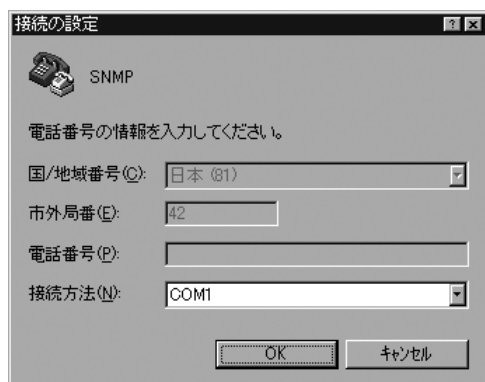 接続の設定
SNMP
電話番号の情報を入力してください。
国/地域番号(C): 日本 (81)
市外局番(E): 42
電話番号(P):
接続方法(N): COM1
OK キャンセル